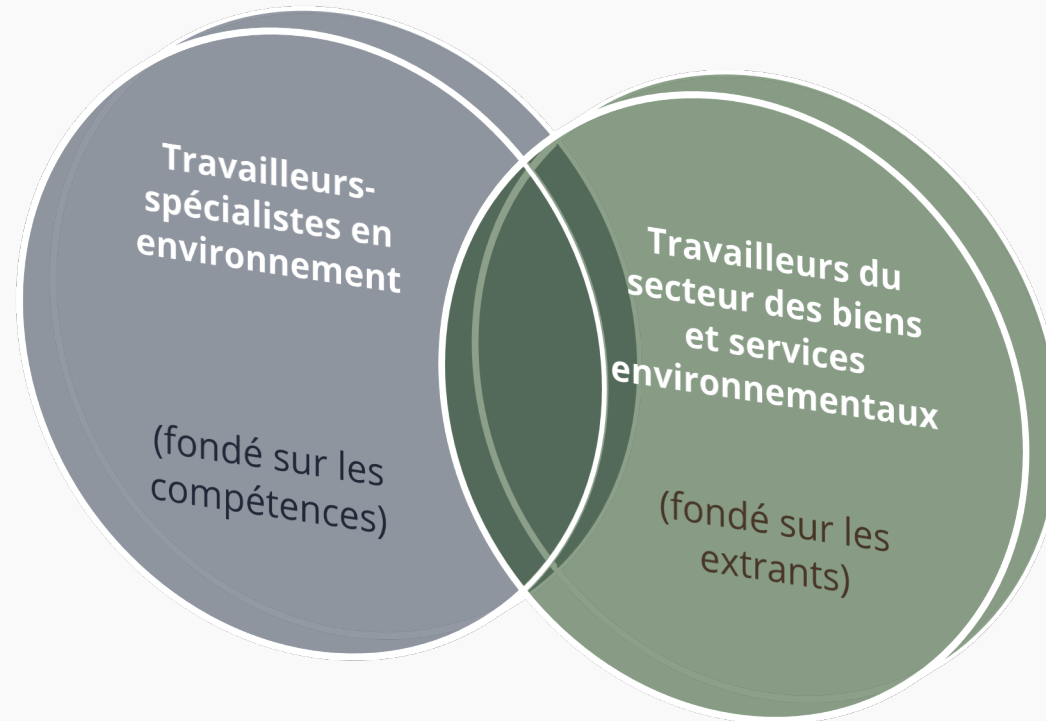 Travailleurs-
spécialistes en
environnement
(fondé sur les
compétences)
Travailleurs du
secteur des biens
et services
environnementaux
(fondé sur les
extrants)